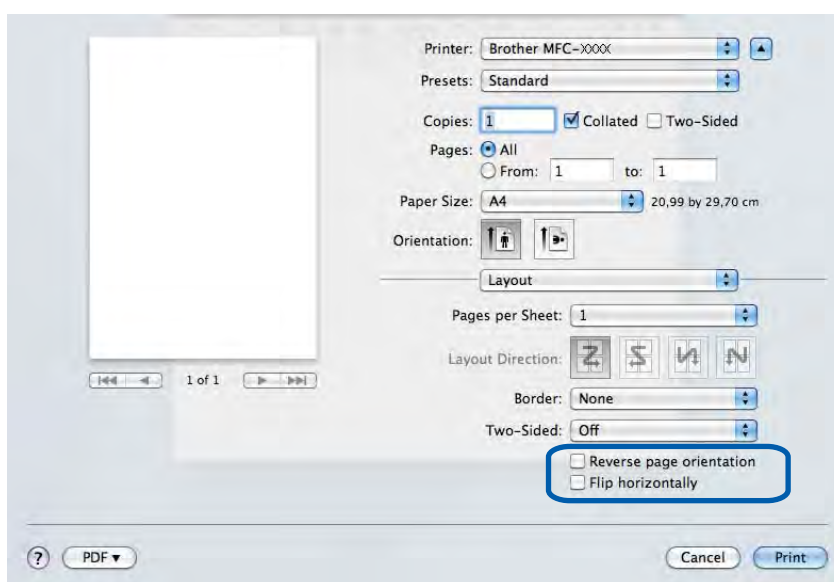 Printer: Brother MFC-XXXX
Presets: Standard
Copies: 1 Collated Two-Sided
Pages: All
From: 1 to: 1
Paper Size: A4 20,99 by 29,70 cm
Orientation:
Layout
Pages per Sheet: 1
Layout Direction:
1 of 1
Border: None
Two-Sided: Off
Reverse page orientation
Flip horizontally
? PDF Cancel Print